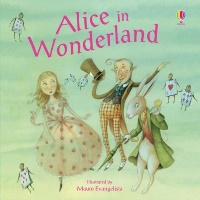 Alice in
Wonderland
Illustrated by
Mauro Evangelista